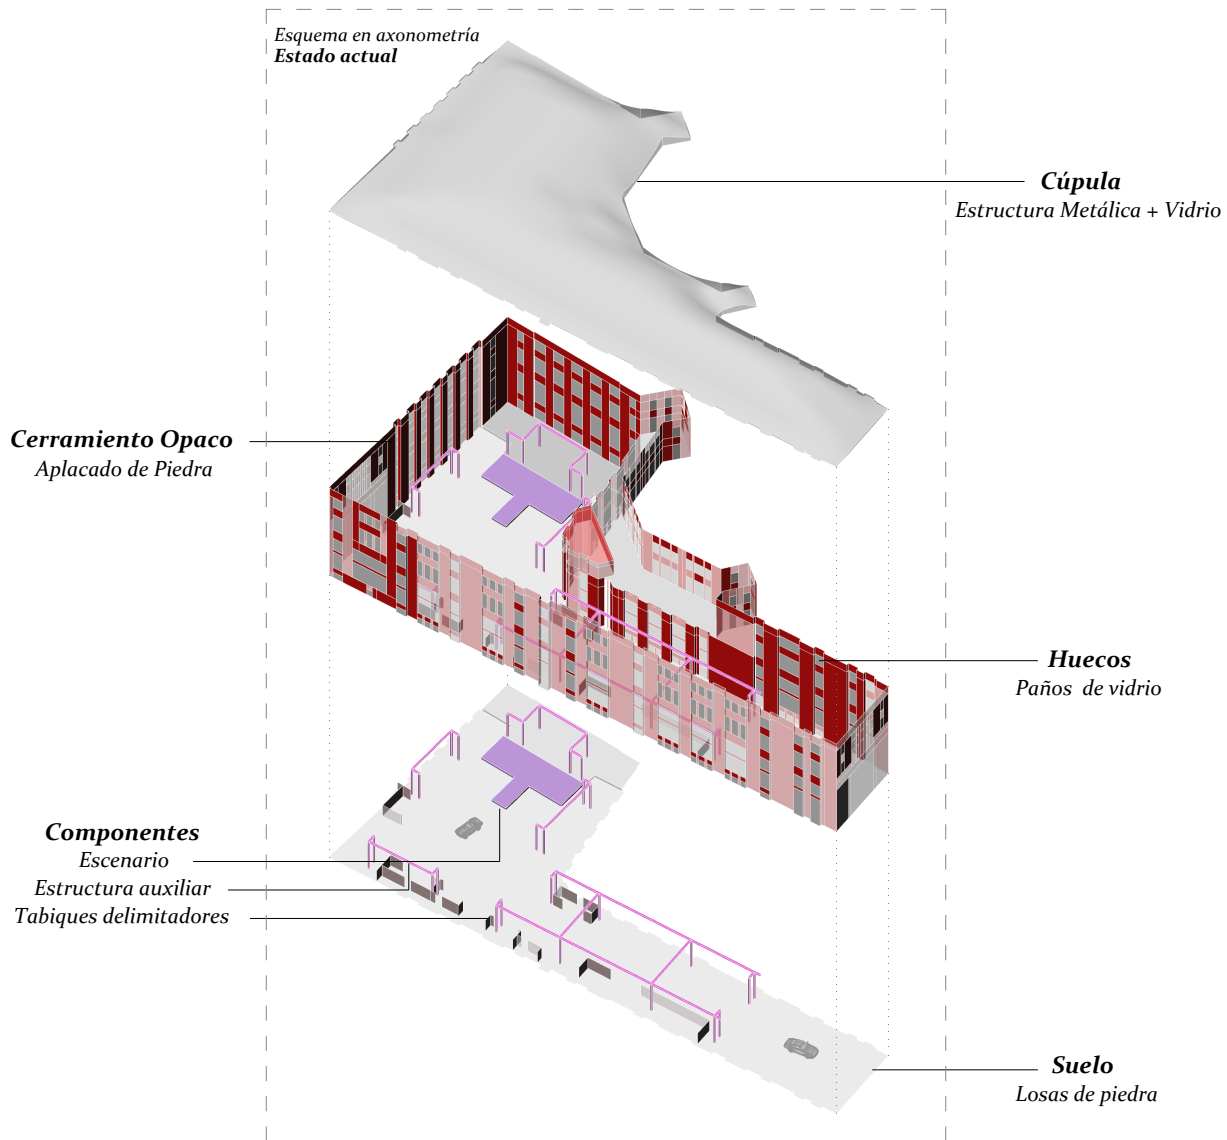 Esquema en axonometría
Estado actual
Cúpula
Estructura Metálica + Vidrio
Cerramiento Opaco
Aplacado de Piedra
Huecos
Paños de vidrio
Componentes
Escenario
Estructura auxiliar
Tabiques delimitadores
Suelo
Losas de piedra